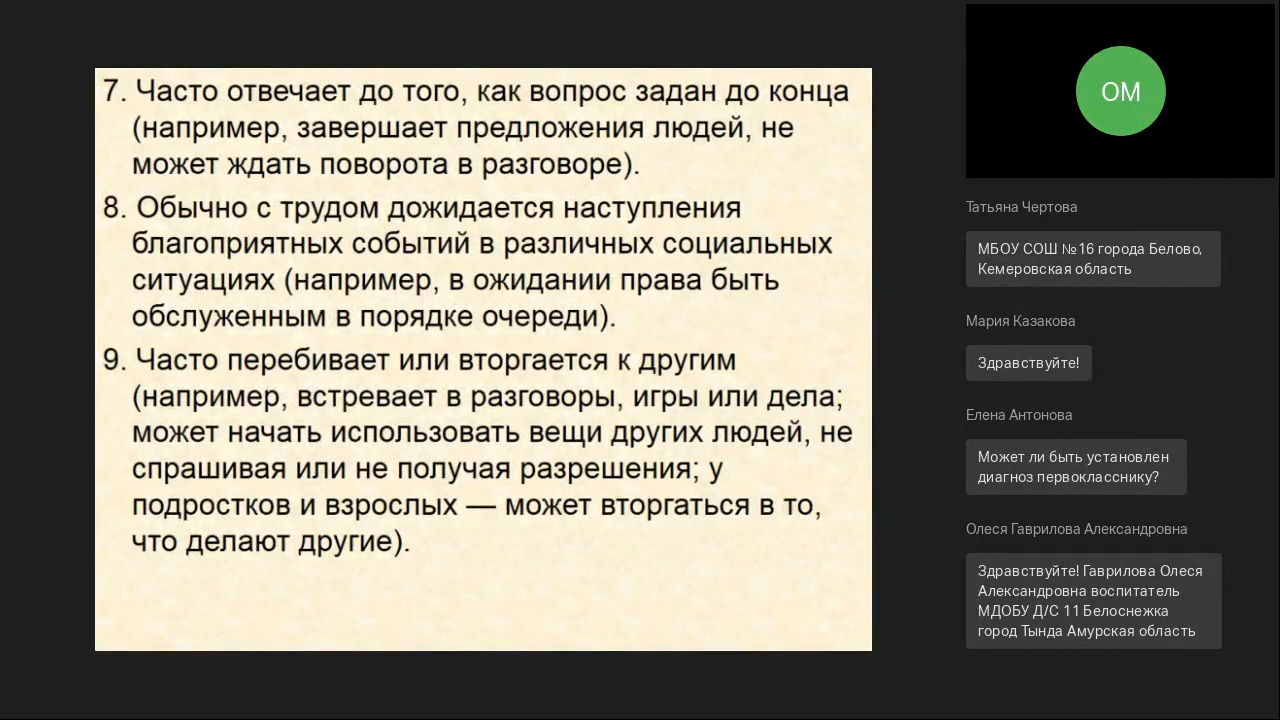 7. Часто отвечает до того, как вопрос задан до конца
(например, завершает предложения людей, не
может ждать поворота в разговоре).
8. Обычно с трудом дожидается наступления
благоприятных событий в различных социальных
ситуациях (например, в ожидании права быть
обслуженным в порядке очереди).
9. Часто перебивает или вторгается к другим
(например, встревает в разговоры, игры или дела;
может начать использовать вещи других людей, не
спрашивая или не получая разрешения; у
подростков и взрослых — может вторгаться в то,
что делают другие).
ОМ
Татьяна Чертова
МБОУ СОШ №16 города Белово,
Кемеровская область
Мария Казакова
Здравствуйте!
Елена Антонова
Может ли быть установлен
диагноз первокласснику?
Олеся Гаврилова Александровна
Здравствуйте! Гаврилова Олеся
Александровна воспитатель
МДОБУ Д/С 11 Белоснежка
город Тында Амурская область